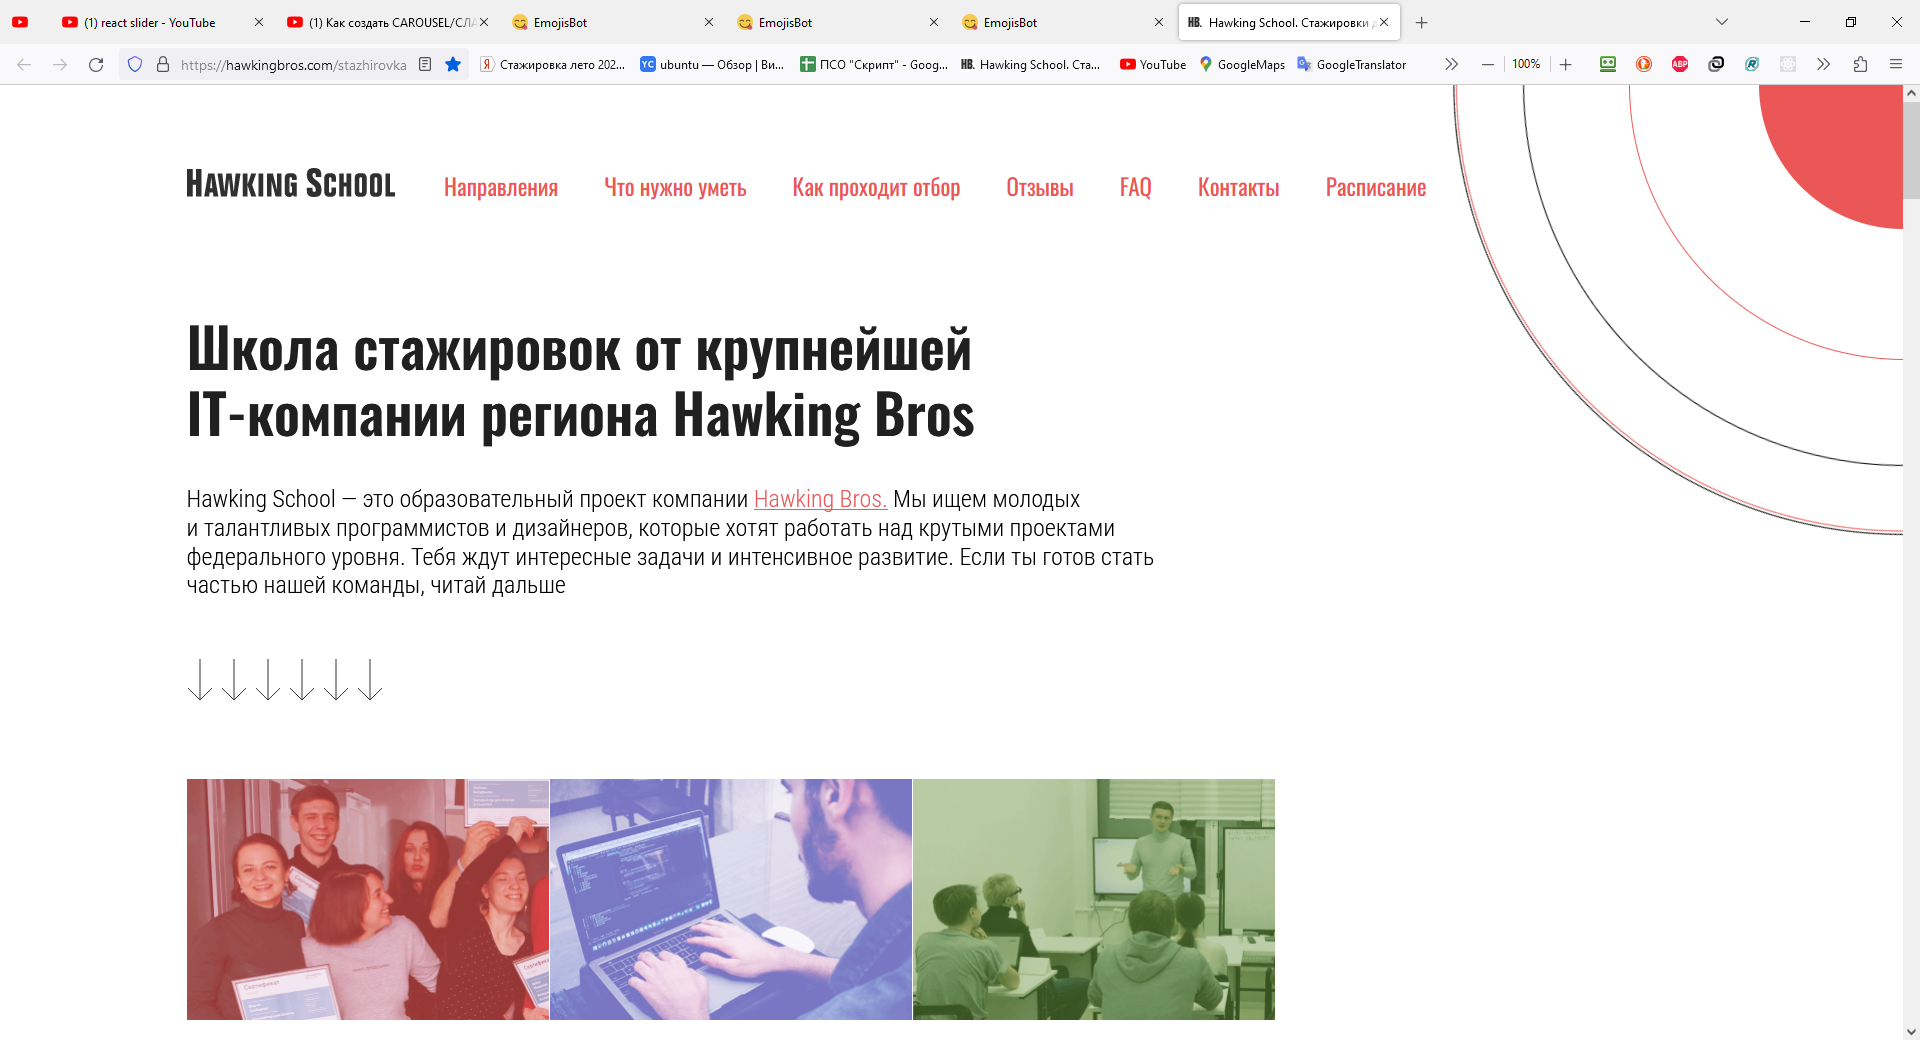 (1) react slider - YouTube
(1) Как создать CAROUSEL/СЛА
EmojisBot
EmojisBot
EmojisBot
Hawking School. Стажировки д
https://hawkingbros.com/stazhirovka
Стажировка лето 202...
ubuntu — Обзор | Ви...
ПСО "Скрипт" - Goog...
Hawking School. Ста...
YouTube
GoogleMaps
GoogleTranslator
100%
HAWKING SCHOOL
Направления
Что нужно уметь
Как проходит отбор
Отзывы
FAQ
Контакты
Расписание
Школа стажировок от крупнейшей
IT-компании региона Hawking Bros
Hawking School — это образовательный проект компании Hawking Bros. Мы ищем молодых
и талантливых программистов и дизайнеров, которые хотят работать над крутыми проектами
федерального уровня. Тебя ждут интересные задачи и интенсивное развитие. Если ты готов стать
частью нашей команды, читай дальше
Сертификат